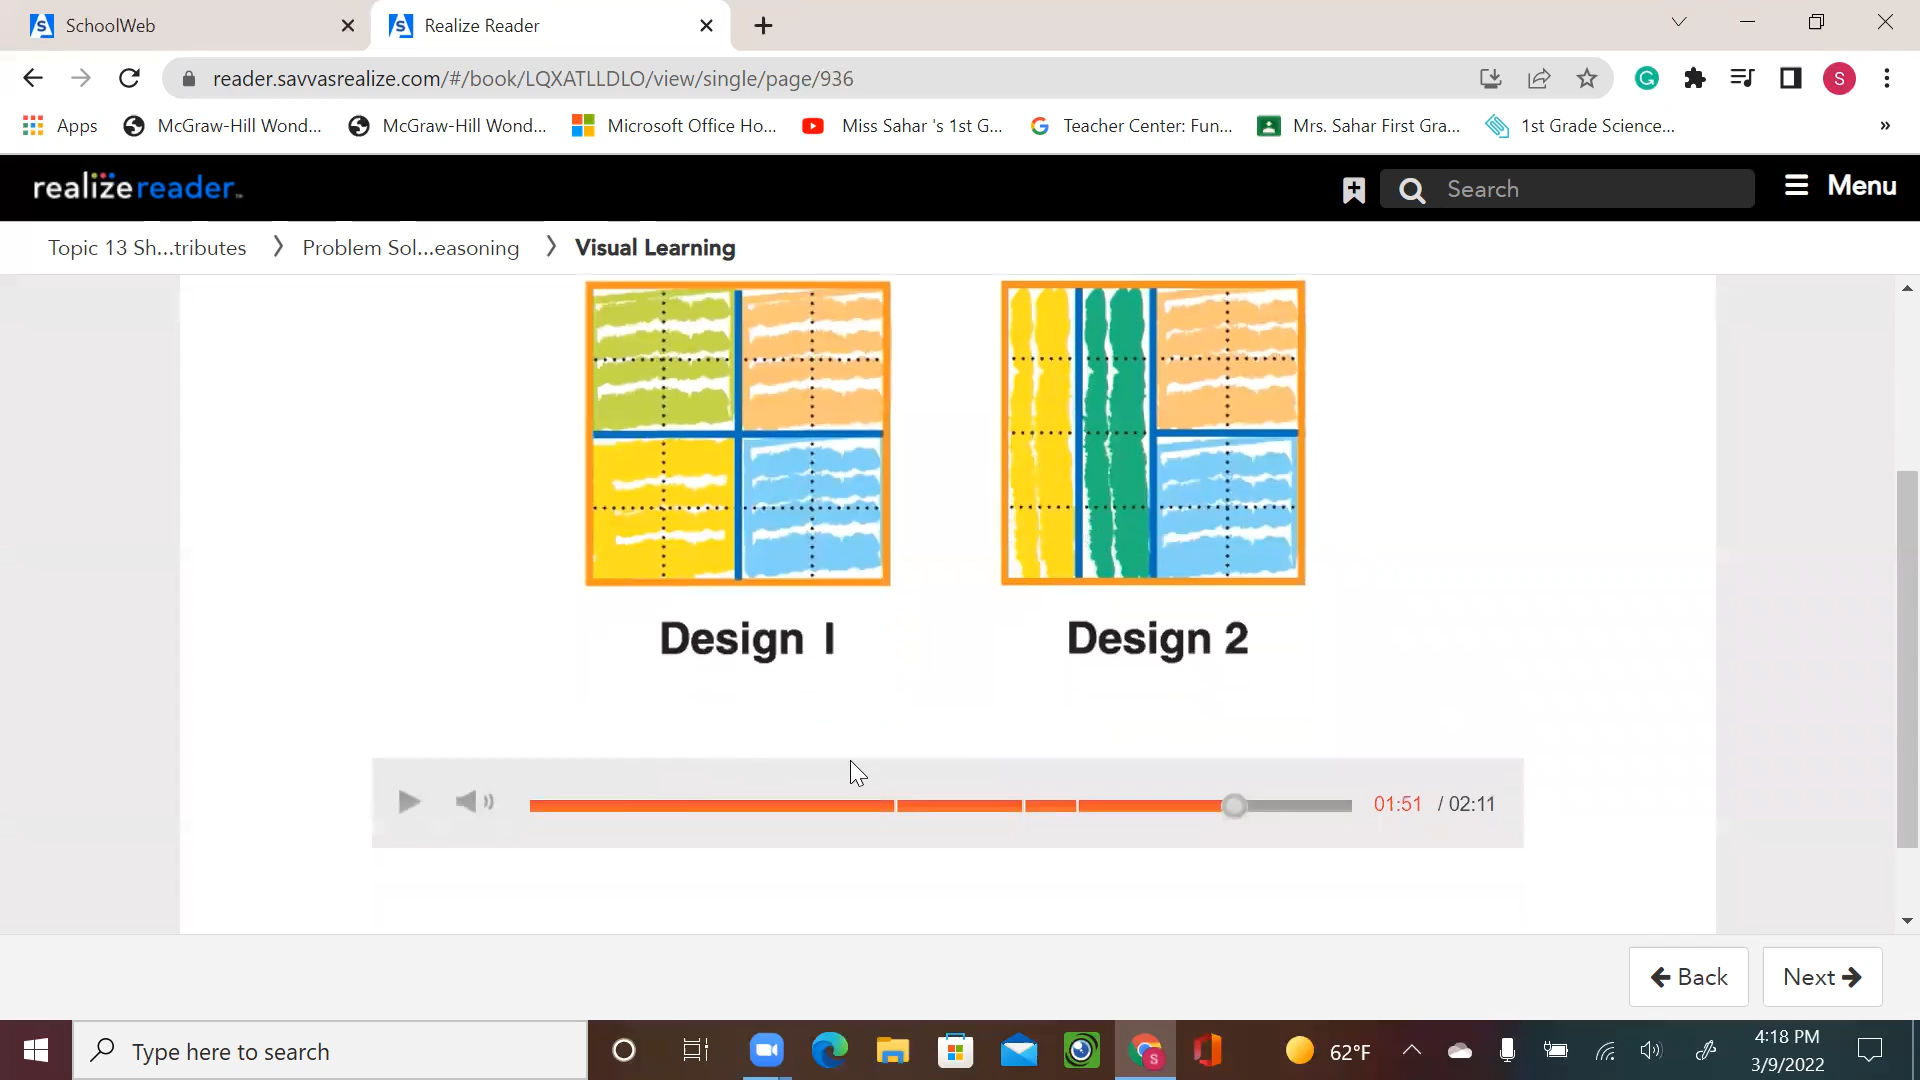 SchoolWeb
Realize Reader
reader.savvasrealize.com/#/book/LQXATLLDLO/view/single/page/936
S
Apps
McGraw-Hill Wond...
McGraw-Hill Wond...
Microsoft Office Ho...
Miss Sahar 's 1st G...
Teacher Center: Fun...
Mrs. Sahar First Gra...
1st Grade Science...
»
realizereader™
Search
Menu
Topic 13 Sh...tributes
Problem Sol...easoning
Visual Learning
Design 1
Design 2
01:51 / 02:11
Back
Next
Type here to search
62°F
4:18 PM
3/9/2022